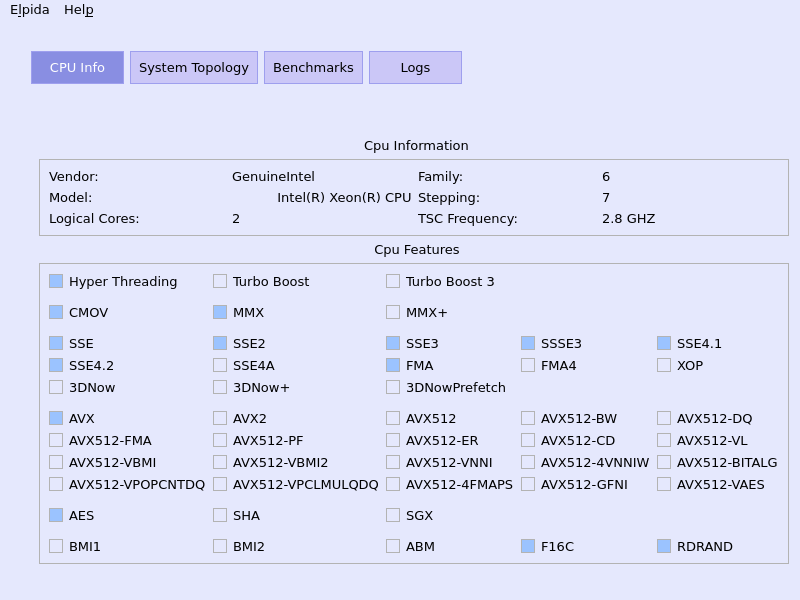 Elpida Help
CPU Info System Topology Benchmarks Logs
Cpu Information
Vendor: GenuineIntel Family: 6
Model: Intel(R) Xeon(R) CPU Stepping: 7
Logical Cores: 2 TSC Frequency: 2.8 GHZ
Cpu Features
Hyper Threading Turbo Boost Turbo Boost 3
CMOV MMX MMX+
SSE SSE2 SSE3 SSSE3 SSE4.1
SSE4.2 SSE4A FMA FMA4 XOP
3DNow 3DNow+ 3DNowPrefetch
AVX AVX2 AVX512 AVX512-BW AVX512-DQ
AVX512-FMA AVX512-PF AVX512-ER AVX512-CD AVX512-VL
AVX512-VBMI AVX512-VBMI2 AVX512-VNNI AVX512-4VNNIW AVX512-BITALG
AVX512-VPOPCNTDQ AVX512-VPCLMULQDQ AVX512-4FMAPS AVX512-GFNI AVX512-VAES
AES SHA SGX
BMI1 BMI2 ABM F16C RDRAND